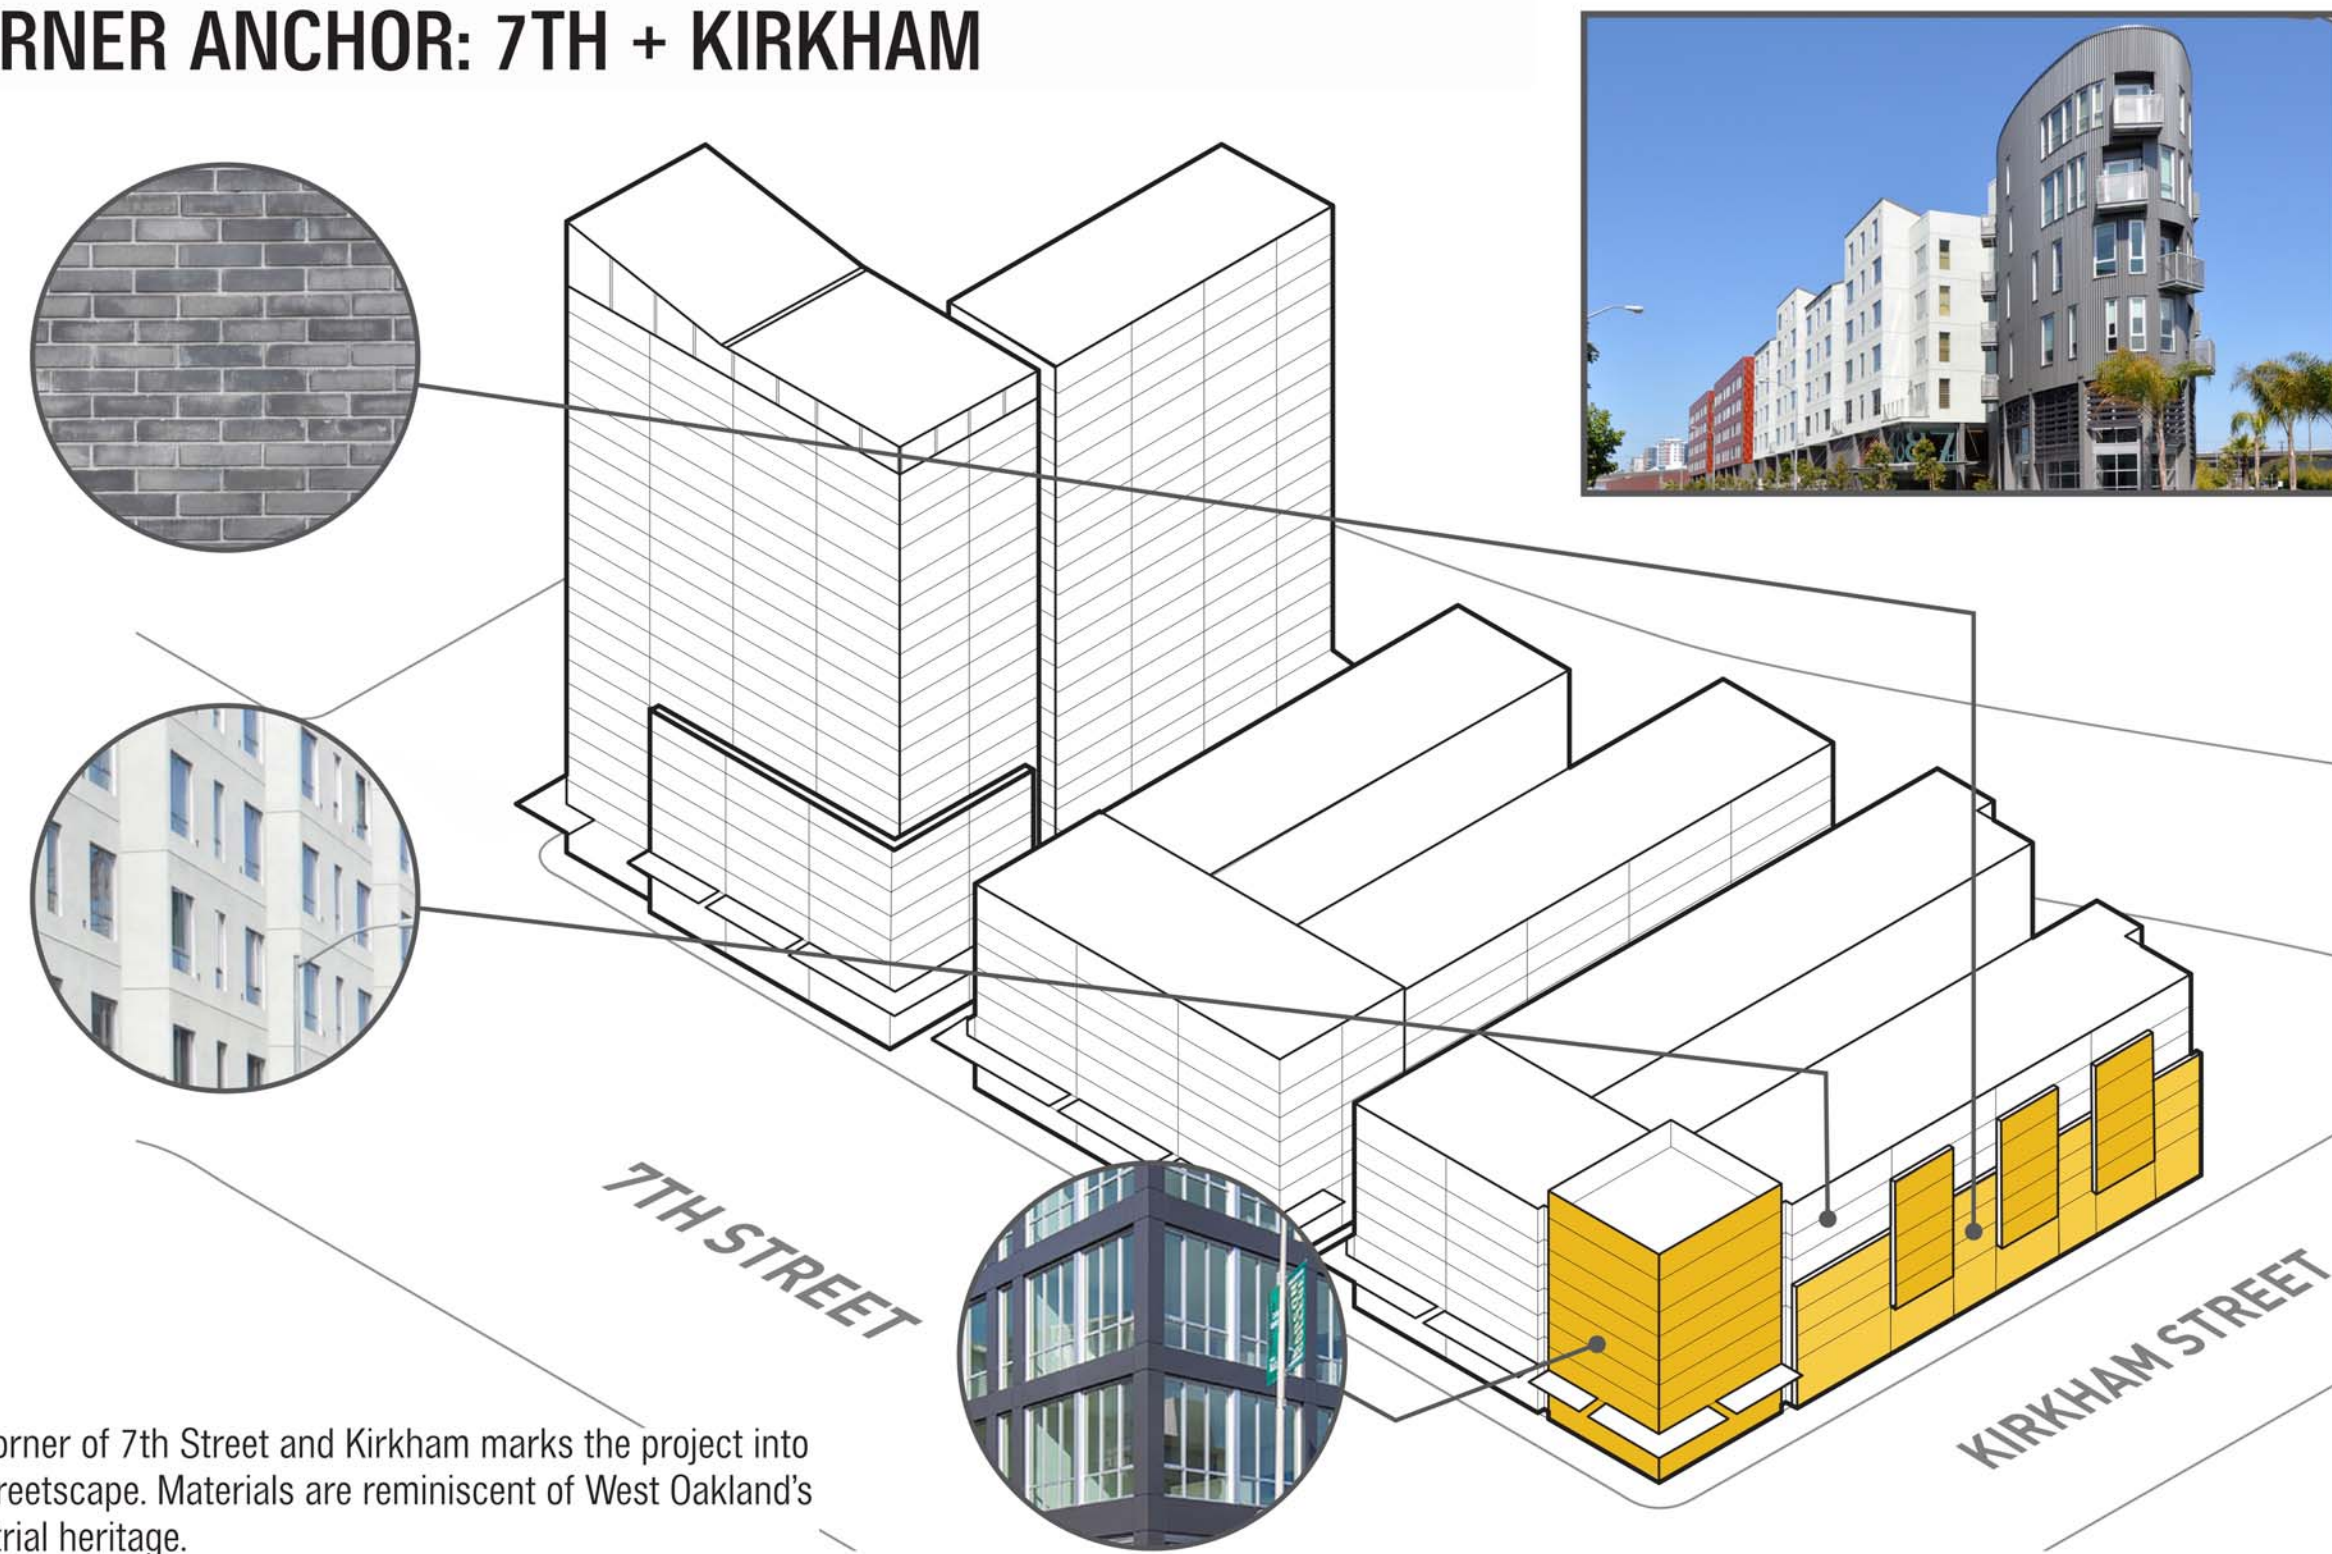 RNER ANCHOR: 7TH + KIRKHAM
7TH STREET
KIRKHAM STREET
orner of 7th Street and Kirkham marks the project into
reetscape. Materials are reminiscent of West Oakland's
trial heritage.